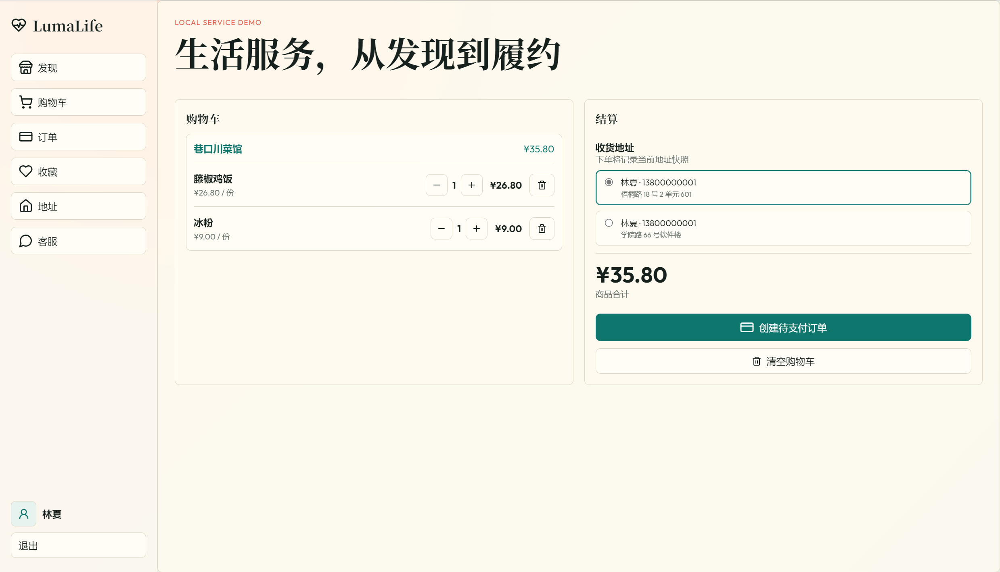 LumaLife
发现
购物车
订单
收藏
地址
客服
林夏
退出
LOCAL SERVICE DEMO
生活服务，从发现到履约
购物车
巷口川菜馆 ¥35.80
藤椒鸡饭
¥26.80 / 份
− 1 + ¥26.80
冰粉
¥9.00 / 份
− 1 + ¥9.00
结算
收货地址
下单将记录当前地址快照
林夏 · 13800000001
梧桐路 18 号 2 单元 601
林夏 · 13800000001
学院路 66 号软件楼
¥35.80
商品合计
创建待支付订单
清空购物车